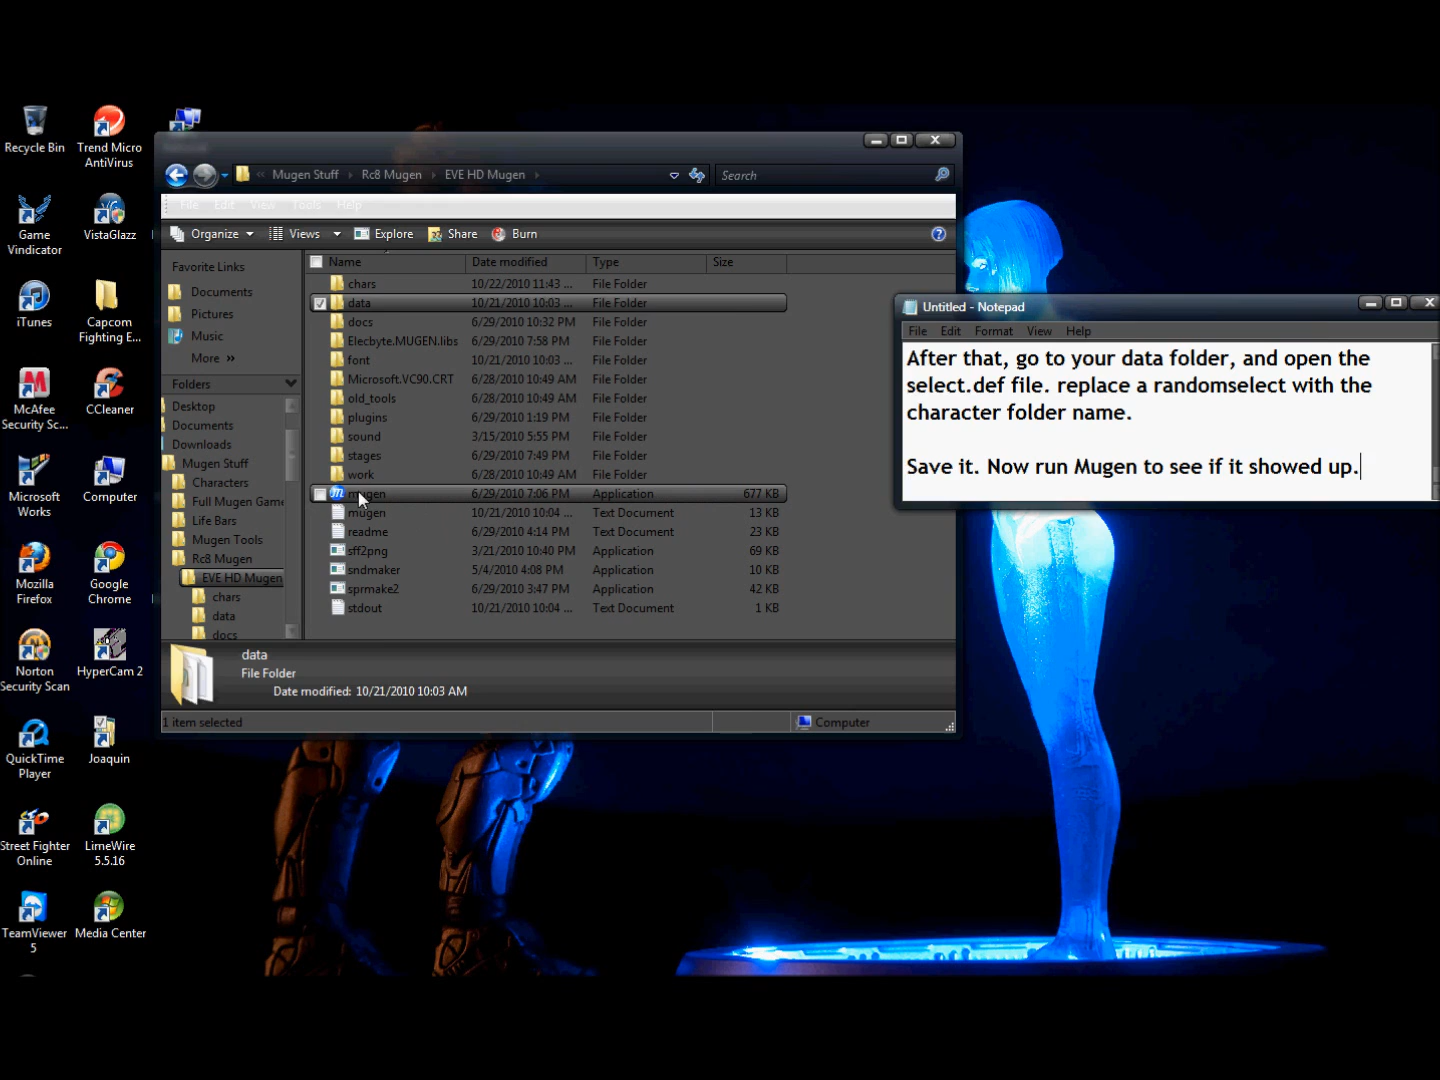 Recycle Bin
Trend Micro
AntiVirus
Game
Vindicator
VistaGlazz
iTunes
Capcom
Fighting E...
McAfee
Security Sc...
CCleaner
Microsoft
Works
Computer
Mozilla
Firefox
Google
Chrome
Norton
Security Scan
HyperCam 2
QuickTime
Player
Joaquin
Street Fighter
Online
LimeWire
5.5.16
TeamViewer
5
Media Center
« Mugen Stuff Rc8 Mugen EVE HD Mugen Search
File Edit View Tools Help
Organize Views Explore Share Burn
Favorite Links
Documents
Pictures
Music
More »
Folders
Desktop
Documents
Downloads
Mugen Stuff
Characters
Full Mugen Game
Life Bars
Mugen Tools
Rc8 Mugen
EVE HD Mugen
chars
data
docs
Name Date modified Type Size
chars 10/22/2010 11:43 ... File Folder
data 10/21/2010 10:03 ... File Folder
docs 6/29/2010 10:32 PM File Folder
Elecbyte.MUGEN.libs 6/29/2010 7:58 PM File Folder
font 10/21/2010 10:03 ... File Folder
Microsoft.VC90.CRT 6/28/2010 10:49 AM File Folder
old_tools 6/28/2010 10:49 AM File Folder
plugins 6/29/2010 1:19 PM File Folder
sound 3/15/2010 5:55 PM File Folder
stages 6/29/2010 7:49 PM File Folder
work 6/28/2010 10:49 AM File Folder
mugen 6/29/2010 7:06 PM Application 677 KB
mugen 10/21/2010 10:04 ... Text Document 13 KB
readme 6/29/2010 4:14 PM Text Document 23 KB
sff2png 3/21/2010 10:40 PM Application 69 KB
sndmaker 5/4/2010 4:08 PM Application 10 KB
sprmake2 6/29/2010 3:47 PM Application 42 KB
stdout 10/21/2010 10:04 ... Text Document 1 KB
data
File Folder
Date modified: 10/21/2010 10:03 AM
1 item selected
Computer
Untitled - Notepad
File Edit Format View Help
After that, go to your data folder, and open the
select.def file. replace a randomselect with the
character folder name.
Save it. Now run Mugen to see if it showed up.